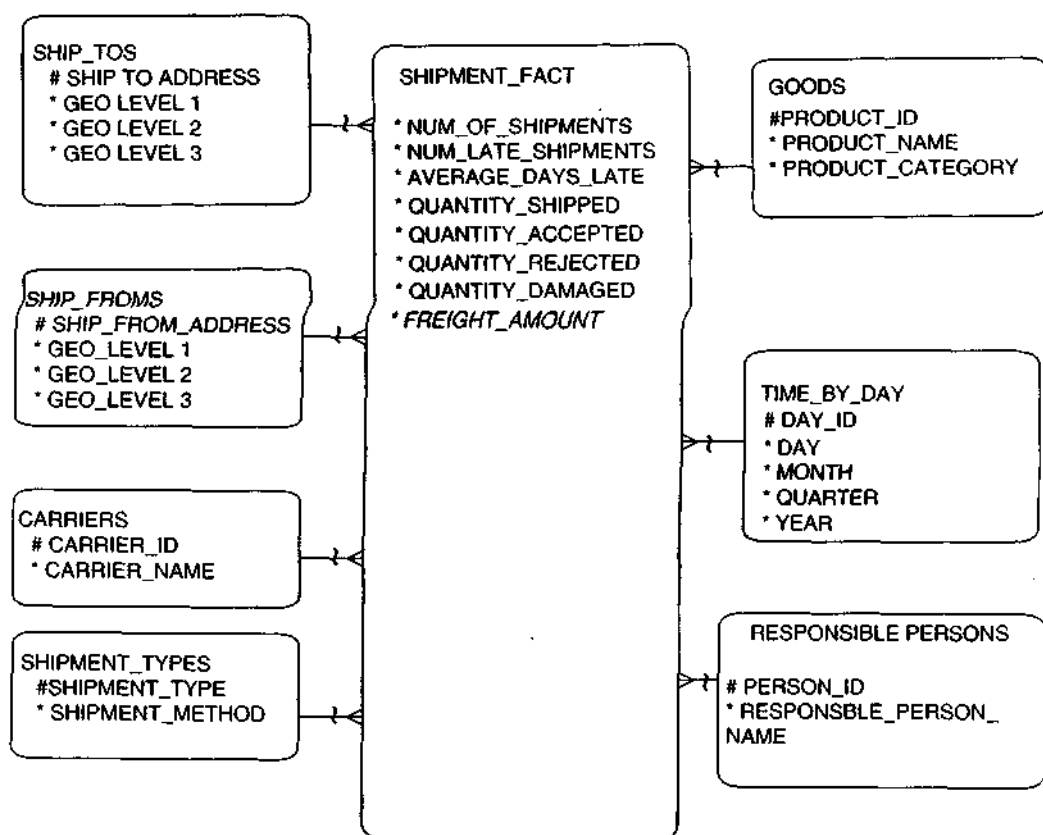 SHIP_TOS
# SHIP TO ADDRESS
* GEO LEVEL 1
* GEO LEVEL 2
* GEO LEVEL 3
SHIP_FROMS
# SHIP_FROM_ADDRESS
* GEO_LEVEL 1
* GEO_LEVEL 2
* GEO_LEVEL 3
CARRIERS
# CARRIER_ID
* CARRIER_NAME
SHIPMENT_TYPES
#SHIPMENT_TYPE
* SHIPMENT_METHOD
SHIPMENT_FACT
* NUM_OF_SHIPMENTS
* NUM_LATE_SHIPMENTS
* AVERAGE_DAYS_LATE
* QUANTITY_SHIPPED
* QUANTITY_ACCEPTED
* QUANTITY_REJECTED
* QUANTITY_DAMAGED
* FREIGHT_AMOUNT
GOODS
#PRODUCT_ID
* PRODUCT_NAME
* PRODUCT_CATEGORY
TIME_BY_DAY
# DAY_ID
* DAY
* MONTH
* QUARTER
* YEAR
RESPONSIBLE PERSONS
# PERSON_ID
* RESPONSBLE_PERSON_
NAME